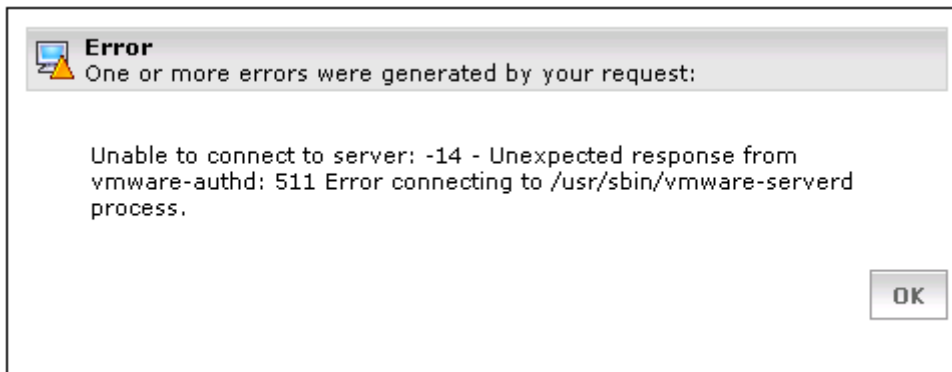 Error
One or more errors were generated by your request:
Unable to connect to server: -14 - Unexpected response from
vmware-authd: 511 Error connecting to /usr/sbin/vmware-serverd
process.
OK